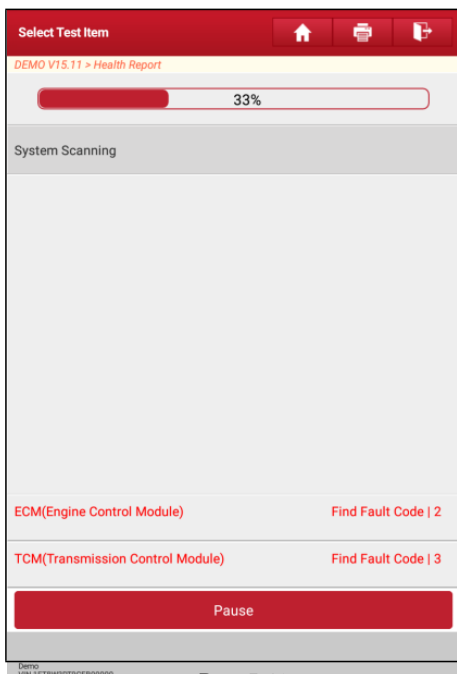 Select Test Item
DEMO V15.11 > Health Report
33%
System Scanning
ECM(Engine Control Module) Find Fault Code | 2
TCM(Transmission Control Module) Find Fault Code | 3
Pause
Demo